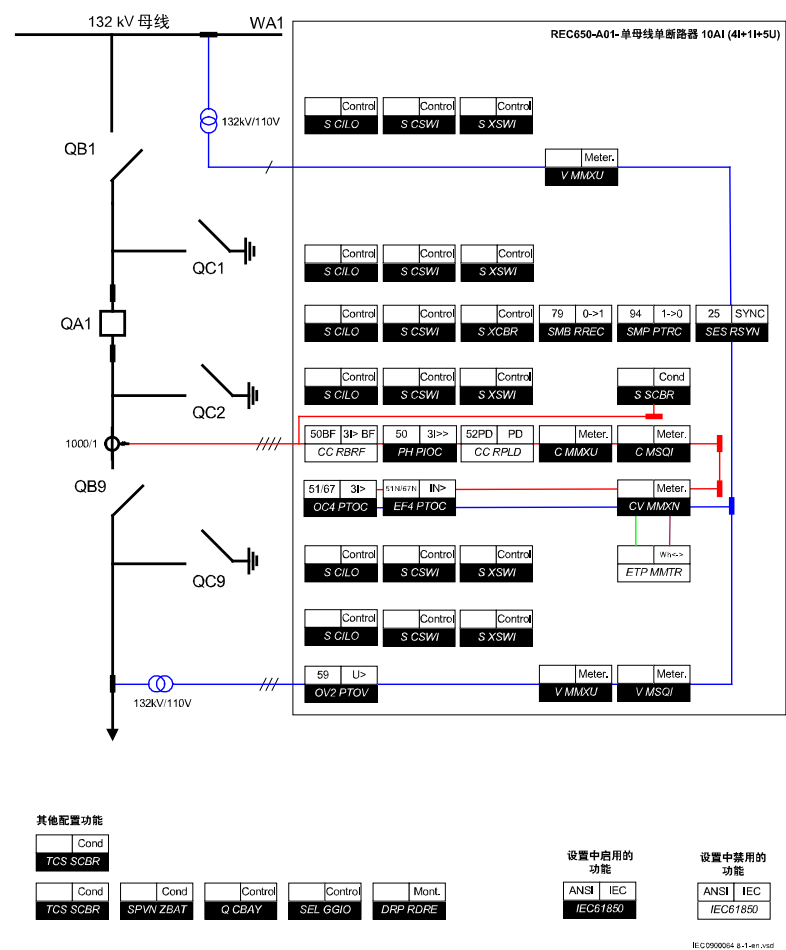 132 kV 母线
WA1
REC650-A01- 单母线单断路器 10AI (4I+1I+5U)
Control Control Control
S CILO S CSWI S XSWI
132kV/110V
QB1
Meter.
V MMXU
QC1
Control Control Control
S CILO S CSWI S XSWI
QA1
Control Control Control 79 0->1 94 1->0 25 SYNC
S CILO S CSWI S XCBR SMB RREC SMP PTRC SES RSYN
QC2
Control Control Control Cond
S CILO S CSWI S XSWI S SCBR
1000/1
50BF 3I> BF 50 3I>> 52PD PD Meter. Meter.
CC RBRF PH PIOC CC RPLD C MMXU C MSQI
QB9
51/67 3I> 51N/67N IN> Meter.
OC4 PTOC EF4 PTOC CV MMXN
QC9
Control Control Control Wh<->
S CILO S CSWI S XSWI ETP MMTR
Control Control Control
S CILO S CSWI S XSWI
132kV/110V
59 U> Meter. Meter.
OV2 PTOV V MMXU V MSQI
其他配置功能
Cond
TCS SCBR
Cond Cond Control Control Mont.
TCS SCBR SPVN ZBAT Q CBAY SEL GGIO DRP RDRE
设置中启用的
功能
ANSI IEC
IEC61850
设置中禁用的
功能
ANSI IEC
IEC61850
IEC09000648-1-en.vsd